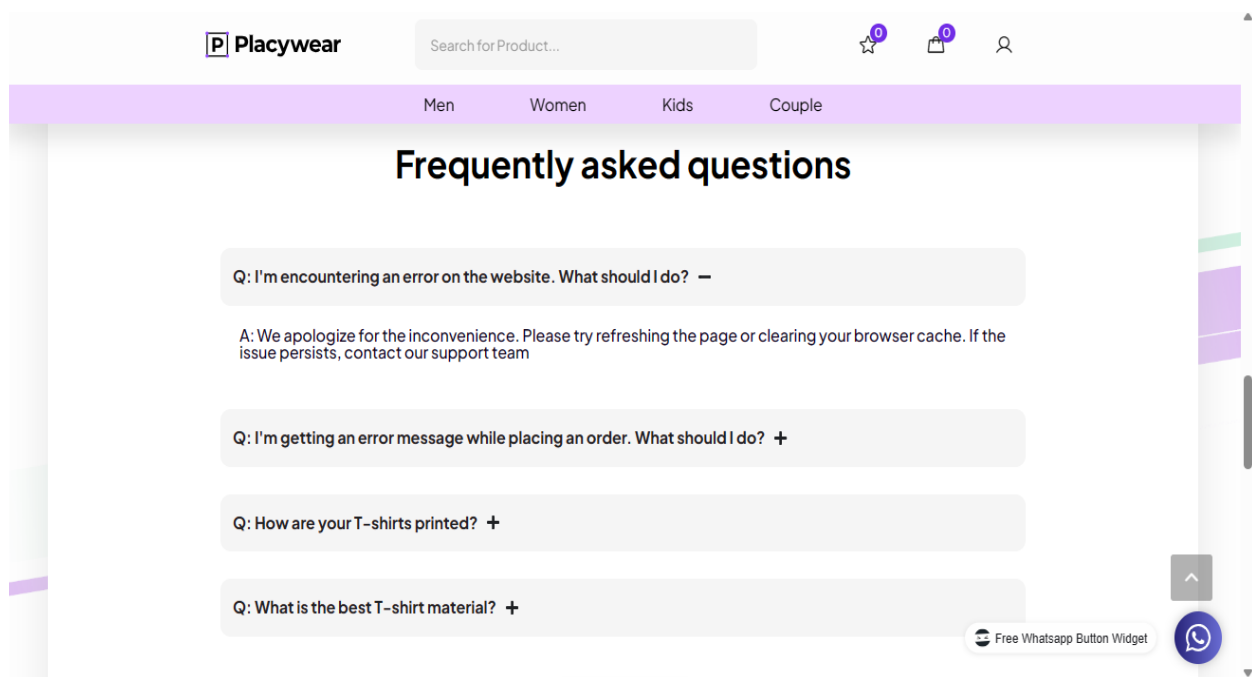 P Placywear
Search for Product...
0
0
Men Women Kids Couple
Frequently asked questions
Q: I'm encountering an error on the website. What should I do? −
A: We apologize for the inconvenience. Please try refreshing the page or clearing your browser cache. If the
issue persists, contact our support team
Q: I'm getting an error message while placing an order. What should I do? +
Q: How are your T-shirts printed? +
Q: What is the best T-shirt material? +
Free Whatsapp Button Widget